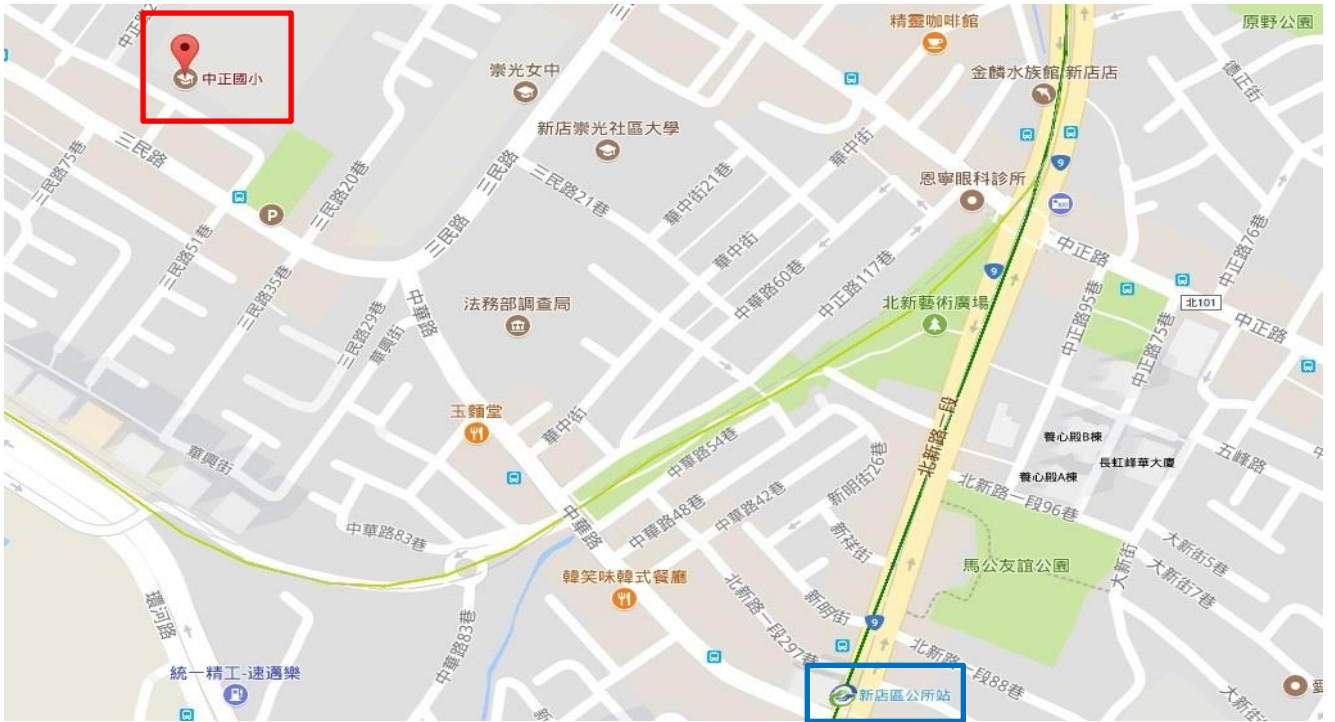 中正路2
精靈咖啡館
原野公園
中正國小
崇光女中
金麟水族館 新店店
德正街
三民路
新店崇光社區大學
華中街
三民路75巷
三民路20巷
三民路
三民路21巷
華中街21巷
恩寧眼科診所
9
P
三民路51巷
三民路
華中街
中正路
中正路76巷
三民路35巷
中華路60巷
中正路117巷
9
北101
中華路
法務部調查局
北新藝術廣場
中正路95巷
中正路
三民路29巷
華興街
中正路75巷
玉麵堂
華中街
北新路一段
養心殿B棟
華興街
中華路54巷
新明街26巷
長虹峰華大廈
五峰路
養心殿A棟
中華路83巷
中華路
中華路48巷
中華路42巷
北新路一段96巷
新祥街
大新街5巷
韓笑味韓式餐廳
馬公友誼公園
大新街
大新街7巷
環河路
北新路一段297巷
新明街
9
中華路83巷
北新路一段88巷
統一精工-速邁樂
新店區公所站
大新街
愛